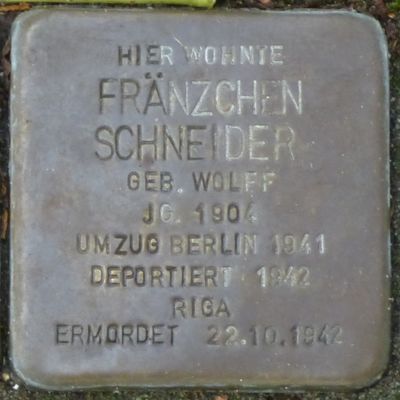 HIER WOHNTE
FRÄNZCHEN
SCHNEIDER
GEB. WOLFF
JG. 1904
UMZUG BERLIN 1941
DEPORTIERT 1942
RIGA
ERMORDET 22.10.1942